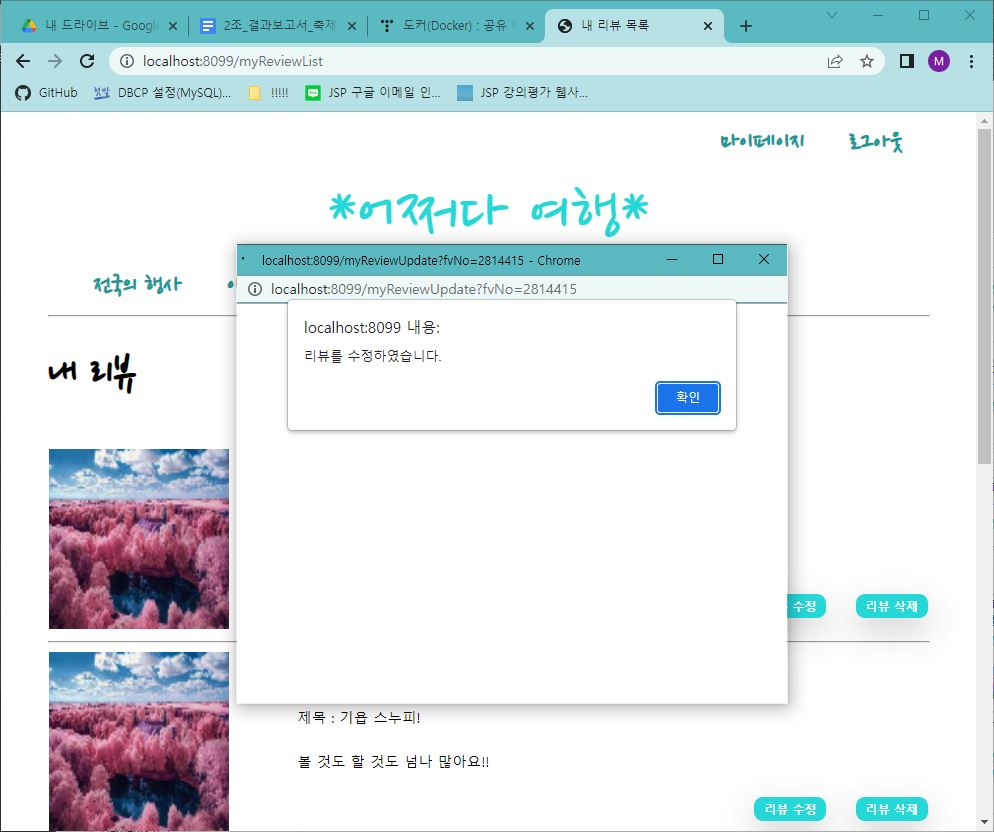 내 드라이브 - Google
2조_결과보고서_축제
도커(Docker) : 공유
내 리뷰 목록
localhost:8099/myReviewList
M
GitHub
DBCP 설정(MySQL)...
!!!!!
JSP 구글 이메일 인...
JSP 강의평가 웹사...
마이페이지
로그아웃
*어쩌다 여행*
localhost:8099/myReviewUpdate?fvNo=2814415 - Chrome
전국의 행사
localhost:8099/myReviewUpdate?fvNo=2814415
localhost:8099 내용:
리뷰를 수정하였습니다.
확인
내 리뷰
수정
리뷰 삭제
제목 : 기읍 스누피!
볼 것도 할 것도 넘나 많아요!!
리뷰 수정
리뷰 삭제